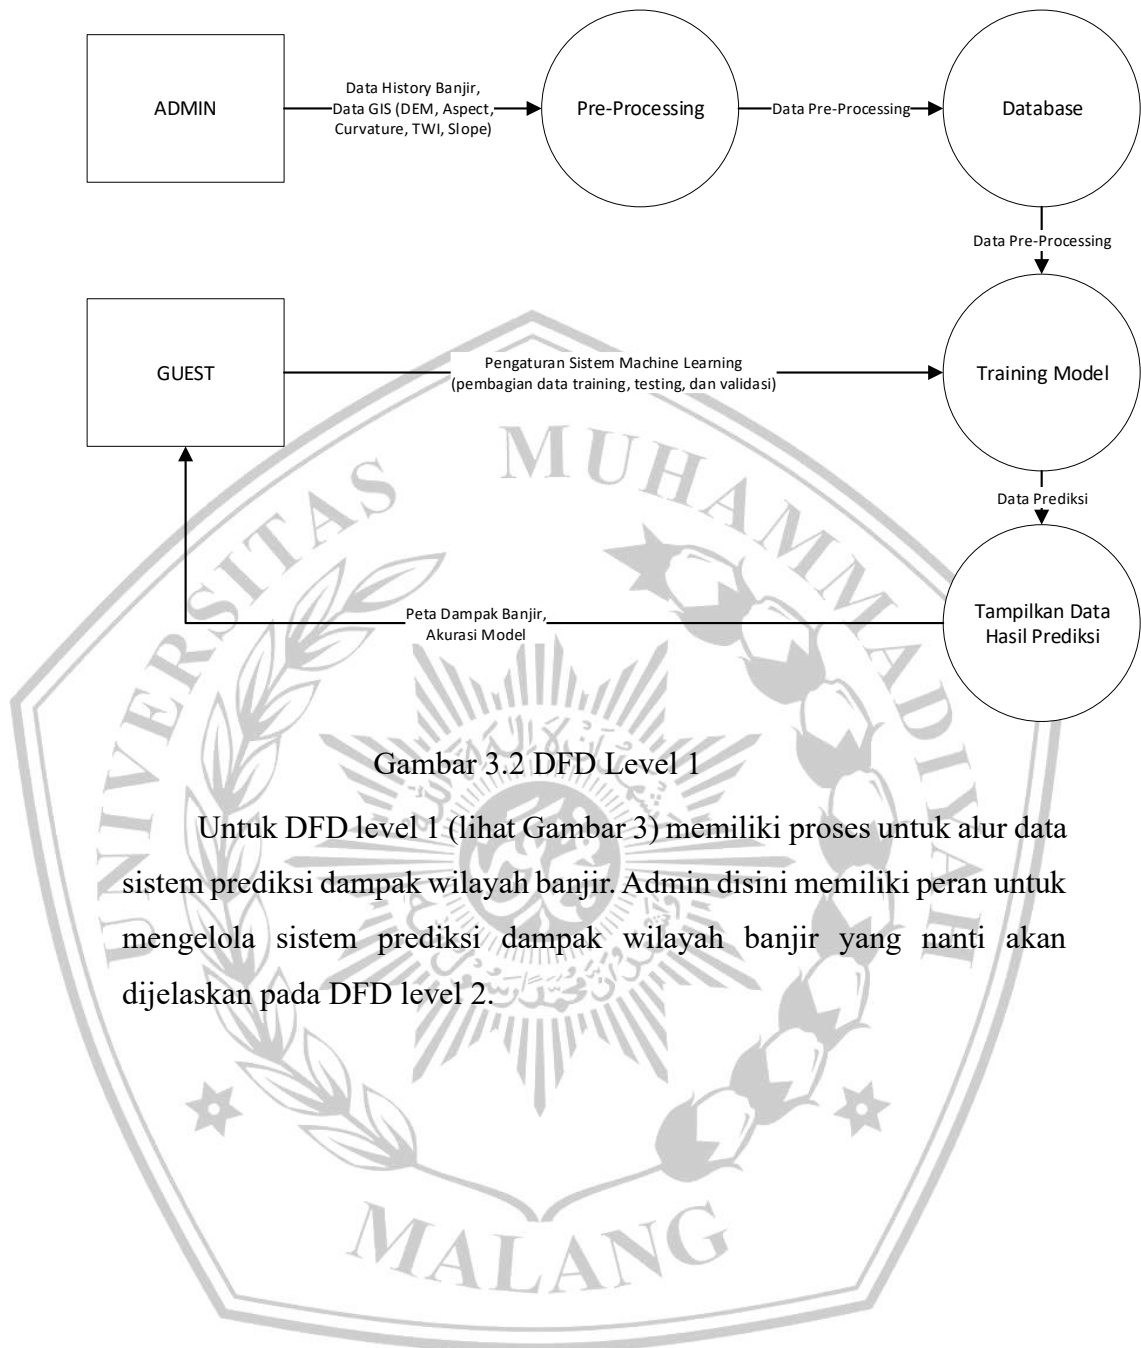 ADMIN
Data History Banjir,
Data GIS (DEM, Aspect,
Curvature, TWI, Slope)
Pre-Processing
Data Pre-Processing
Database
Data Pre-Processing
GUEST
Pengaturan Sistem Machine Learning
(pembagian data training, testing, dan validasi)
Training Model
Data Prediksi
Tampilkan Data
Hasil Prediksi
Peta Dampak Banjir,
Akurasi Model
UNIVERSITAS MUHAMMADIYAH
MALANG
Gambar 3.2 DFD Level 1
Untuk DFD level 1 (lihat Gambar 3) memiliki proses untuk alur data
sistem prediksi dampak wilayah banjir. Admin disini memiliki peran untuk
mengelola sistem prediksi dampak wilayah banjir yang nanti akan
dijelaskan pada DFD level 2.